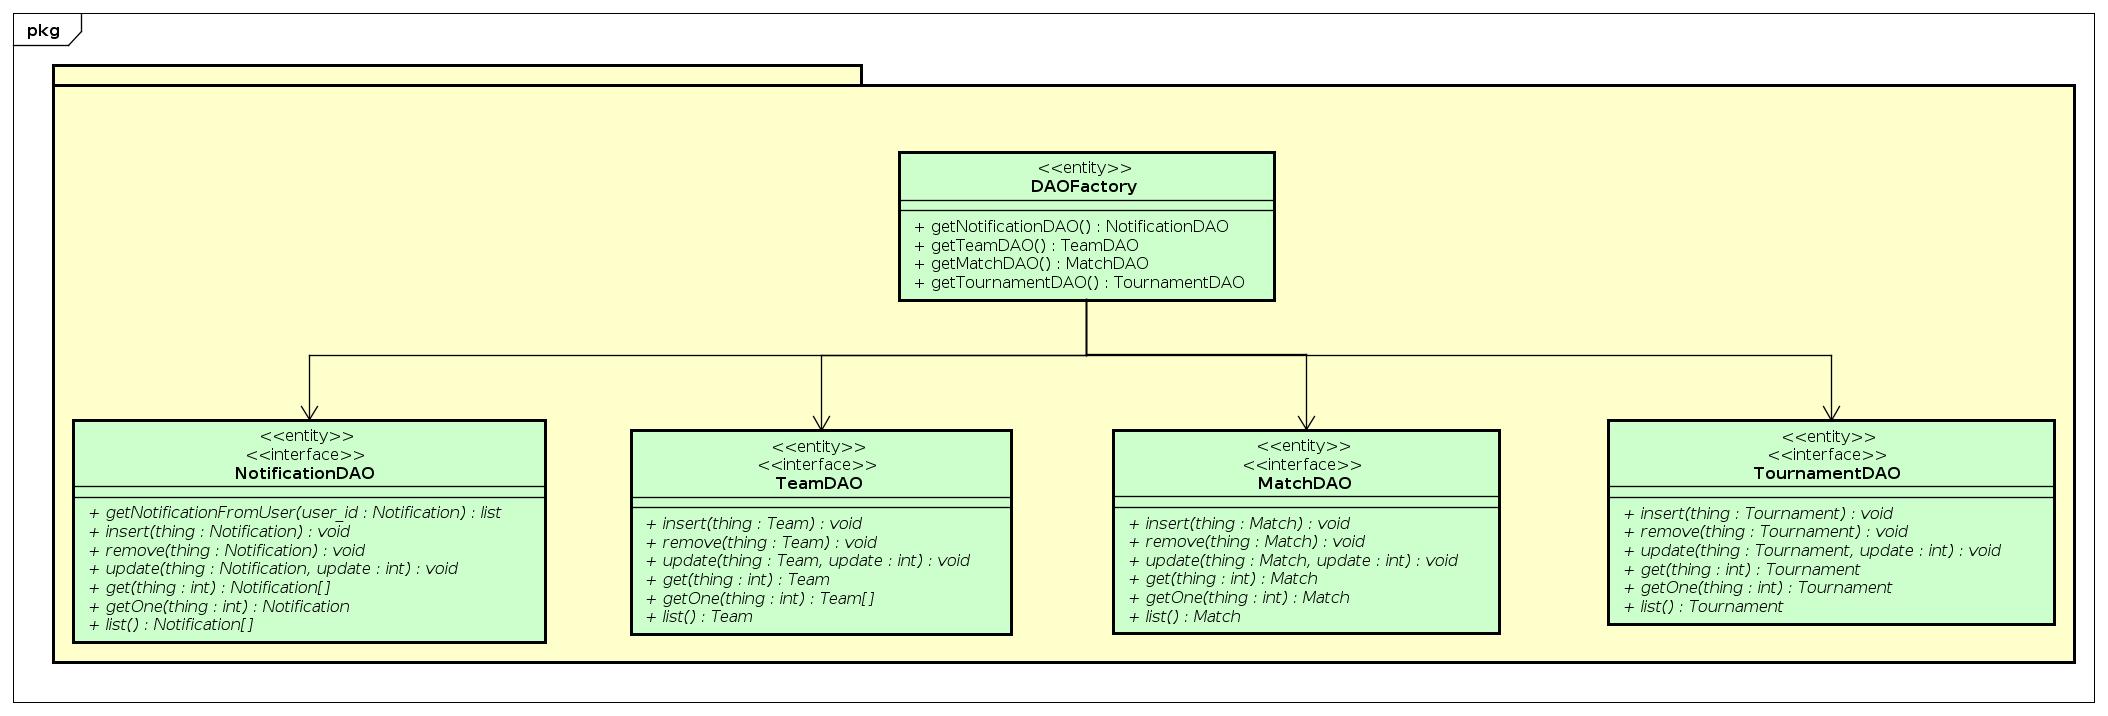 pkg
<<entity>>
DAOFactory
+ getNotificationDAO() : NotificationDAO
+ getTeamDAO() : TeamDAO
+ getMatchDAO() : MatchDAO
+ getTournamentDAO() : TournamentDAO
<<entity>>
<<interface>>
NotificationDAO
+ getNotificationFromUser(user_id : Notification) : list
+ insert(thing : Notification) : void
+ remove(thing : Notification) : void
+ update(thing : Notification, update : int) : void
+ get(thing : int) : Notification[]
+ getOne(thing : int) : Notification
+ list() : Notification[]
<<entity>>
<<interface>>
TeamDAO
+ insert(thing : Team) : void
+ remove(thing : Team) : void
+ update(thing : Team, update : int) : void
+ get(thing : int) : Team
+ getOne(thing : int) : Team[]
+ list() : Team
<<entity>>
<<interface>>
MatchDAO
+ insert(thing : Match) : void
+ remove(thing : Match) : void
+ update(thing : Match, update : int) : void
+ get(thing : int) : Match
+ getOne(thing : int) : Match
+ list() : Match
<<entity>>
<<interface>>
TournamentDAO
+ insert(thing : Tournament) : void
+ remove(thing : Tournament) : void
+ update(thing : Tournament, update : int) : void
+ get(thing : int) : Tournament
+ getOne(thing : int) : Tournament
+ list() : Tournament